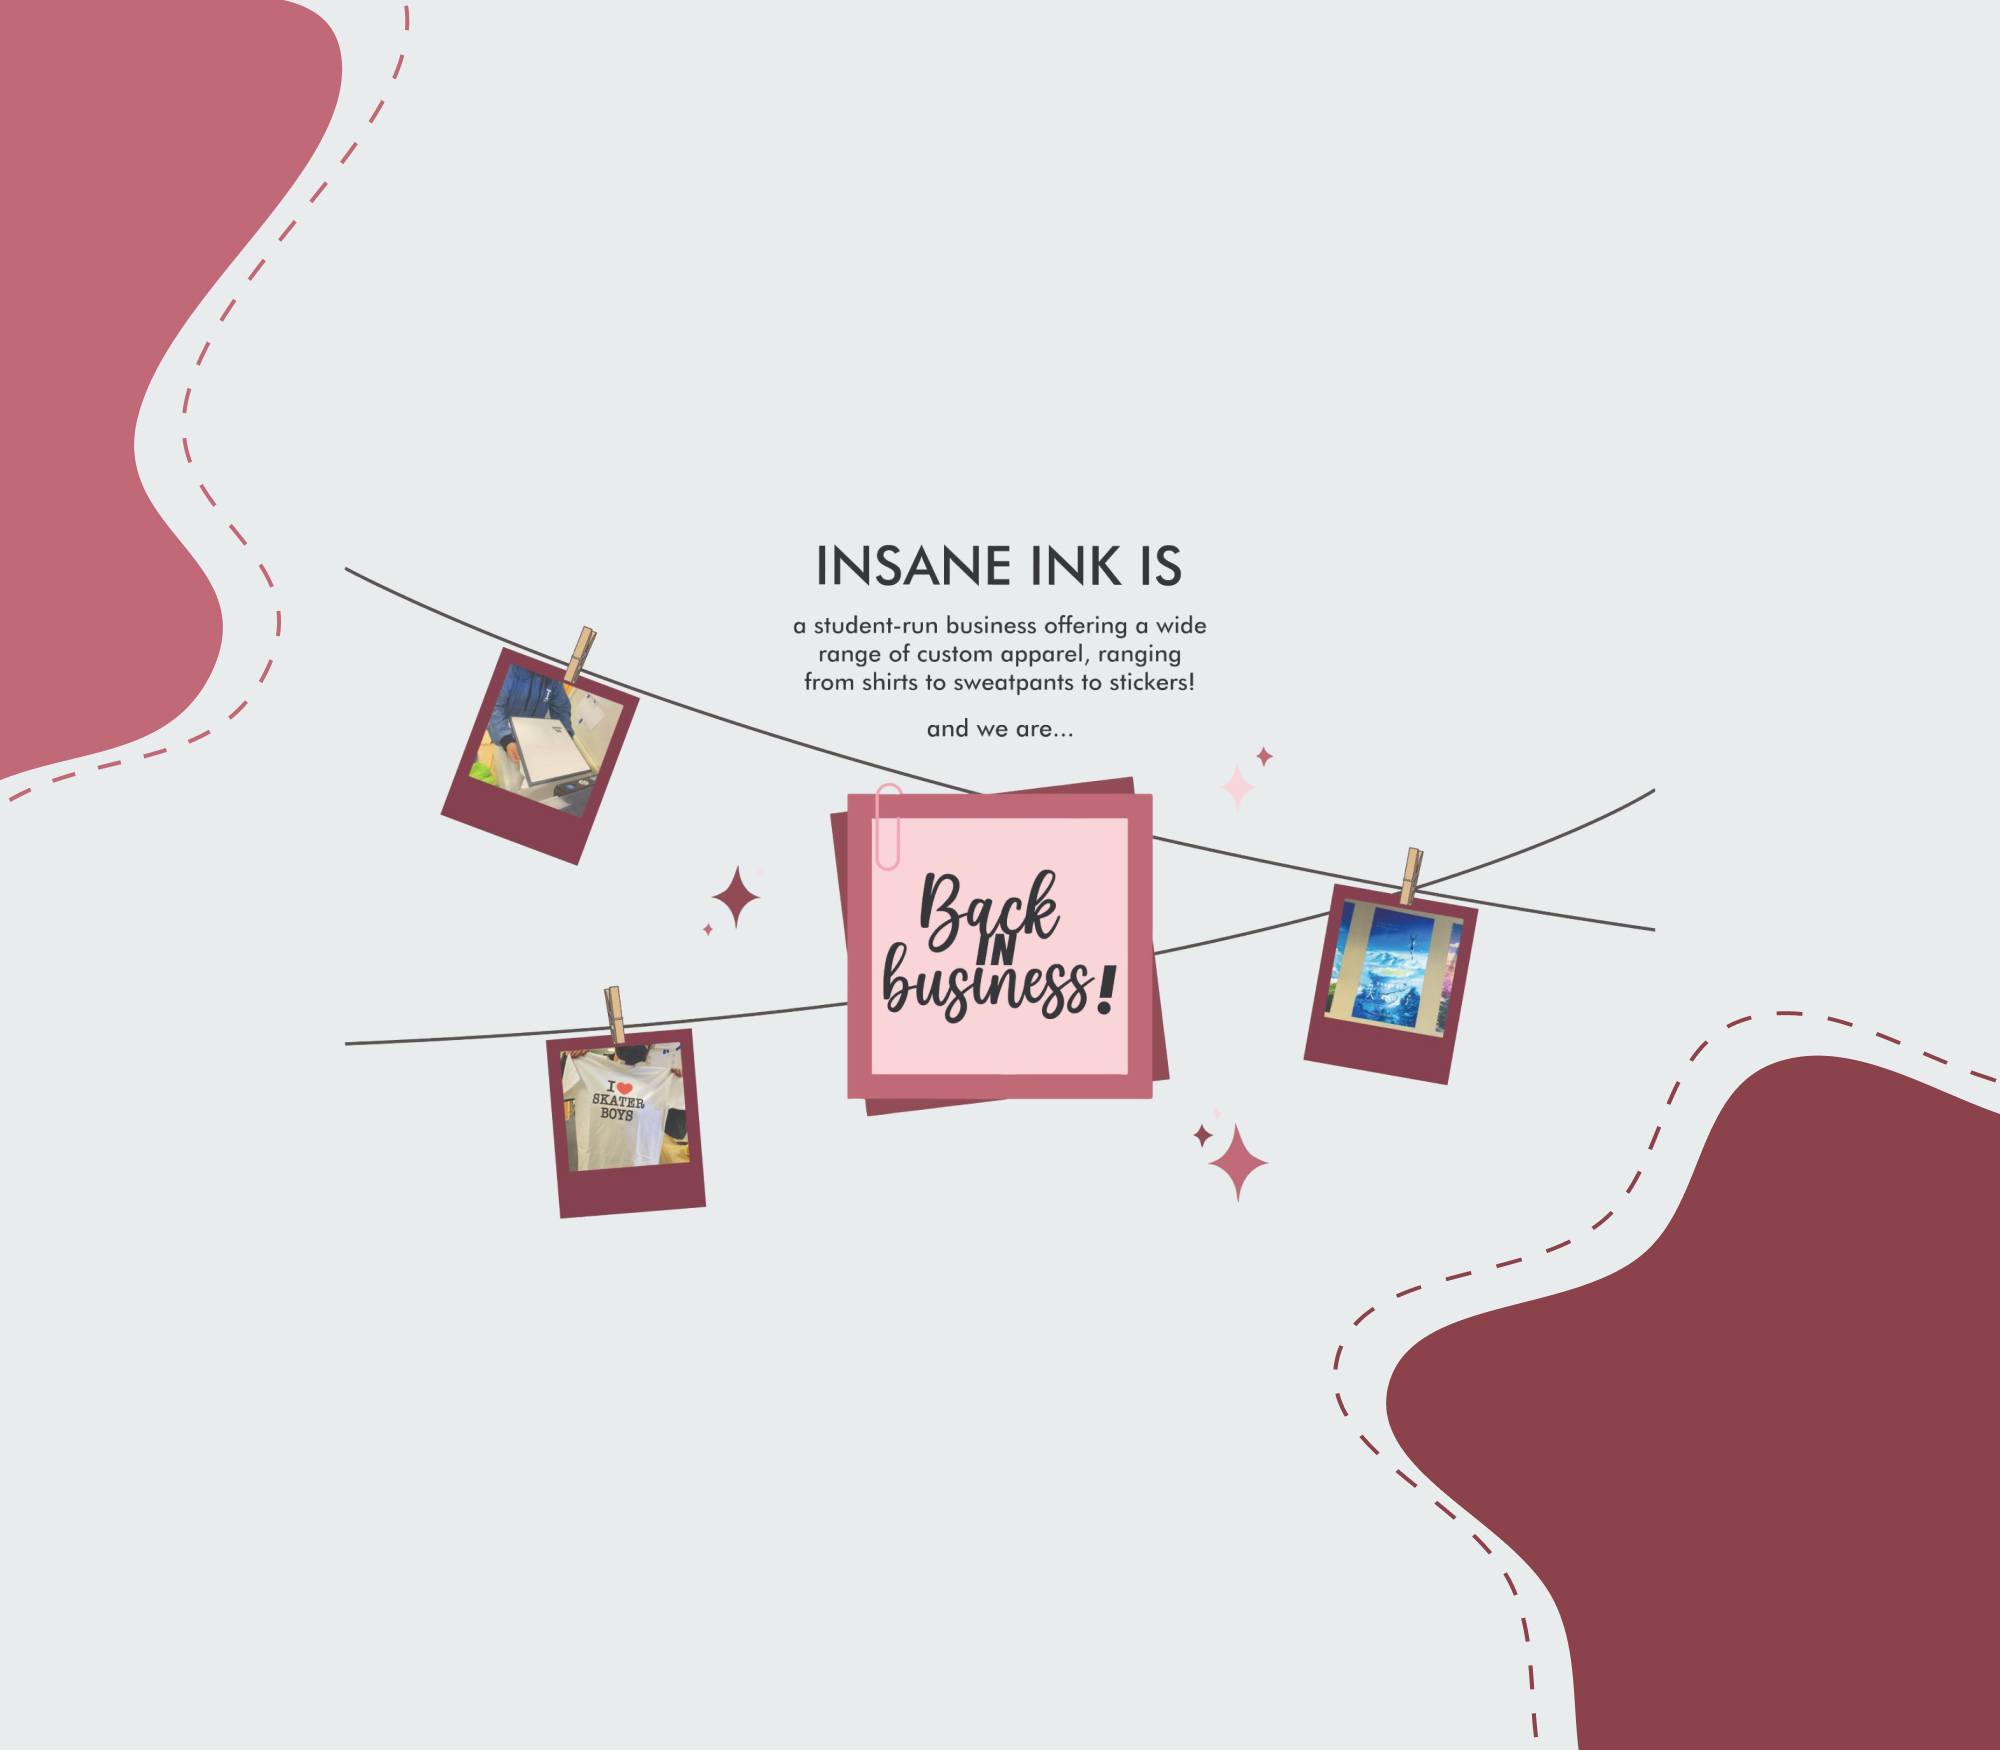 INSANE INK IS
a student-run business offering a wide
range of custom apparel, ranging
from shirts to sweatpants to stickers!
and we are...
Back
IN
business!
I❤
SKATER
BOYS